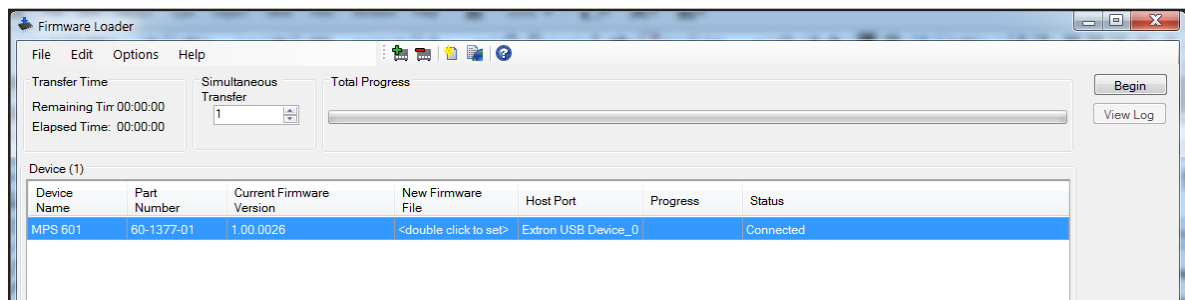 Firmware Loader
File Edit Options Help
Transfer Time
Remaining Tim 00:00:00
Elapsed Time: 00:00:00
Simultaneous
Transfer
1
Total Progress
Begin
View Log
Device (1)
Device
Name
Part
Number
Current Firmware
Version
New Firmware
File
Host Port
Progress
Status
MPS 601 60-1377-01 1.00.0026 <double click to set> Extron USB Device_0 Connected